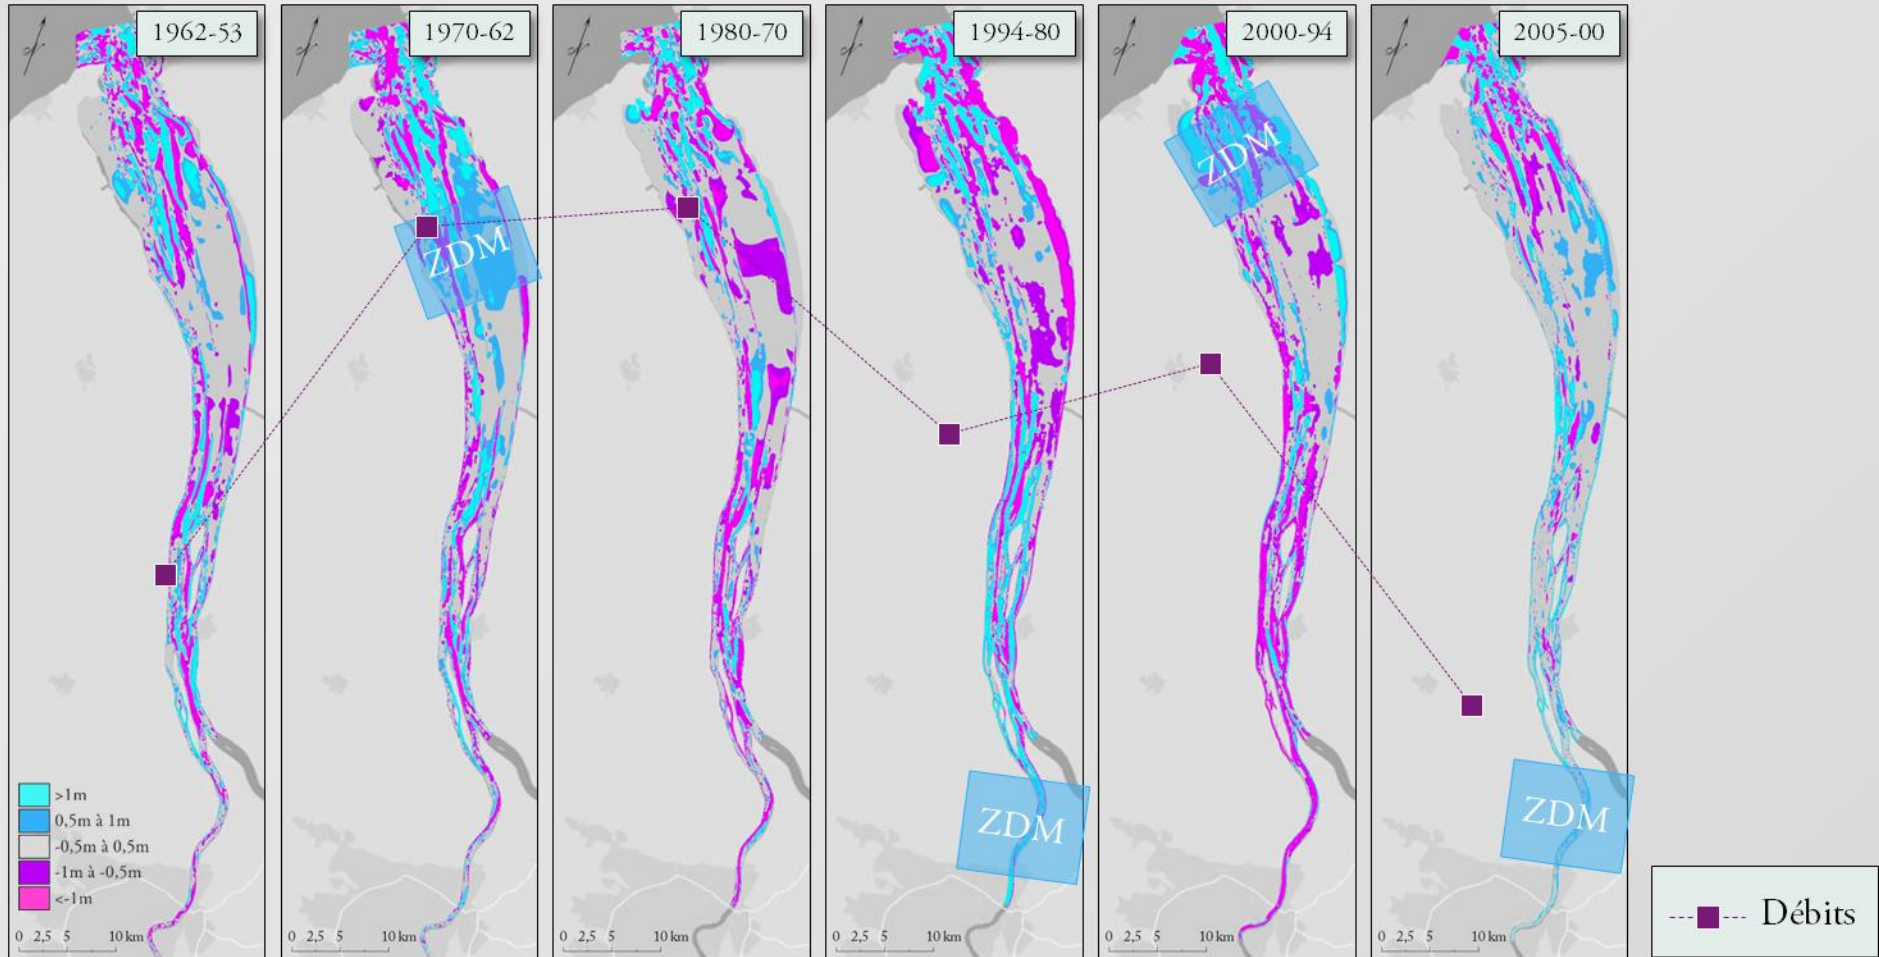 1962-53
1970-62
1980-70
1994-80
2000-94
2005-00
ZDM
ZDM
ZDM
ZDM
>1m
0,5m à 1m
-0,5m à 0,5m
-1m à -0,5m
<-1m
0 2,5 5 10 km
0 2,5 5 10 km
0 2,5 5 10 km
0 2,5 5 10 km
0 2,5 5 10 km
0 2,5 5 10 km
Débits